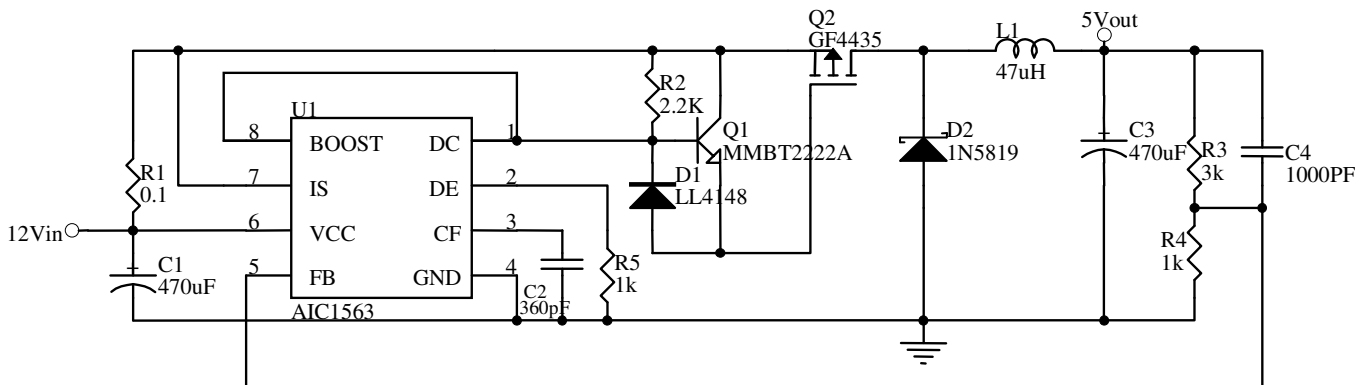 Q2
GF4435
L1
47uH
5Vout
R2
2.2K
U1
8
BOOST
DC
1
Q1
MMBT2222A
D2
1N5819
C3
470uF
R3
3k
C4
1000PF
R1
0.1
7
IS
DE
2
D1
LL4148
12Vin
6
VCC
CF
3
R4
1k
C1
470uF
5
FB
GND
4
R5
1k
C2
360pF
AIC1563